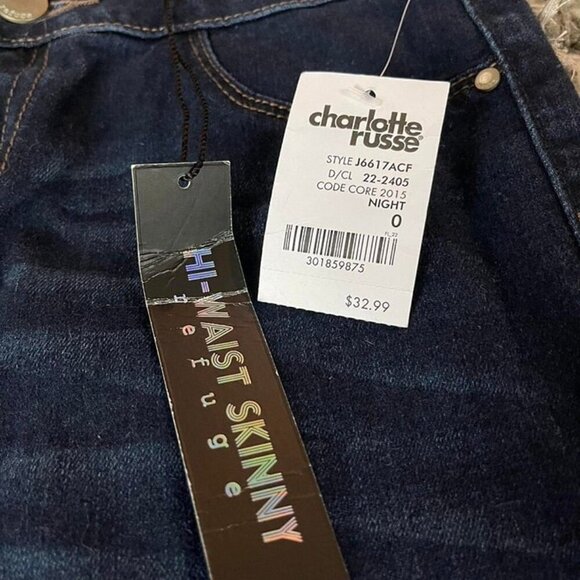 charlotte
russe
STYLE J6617ACF
D/CL 22-2405
CODE CORE 2015
NIGHT
0
301859875
$32.99
HI-WAIST SKINNY
refuge